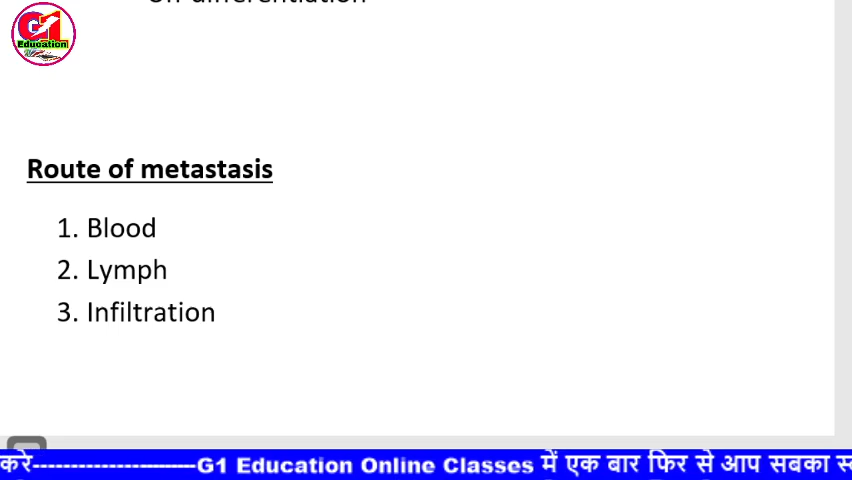 differentiation
G1
Education
Route of metastasis
1. Blood
2. Lymph
3. Infiltration
करे----------------------G1 Education Online Classes में एक बार फिर से आप सबका